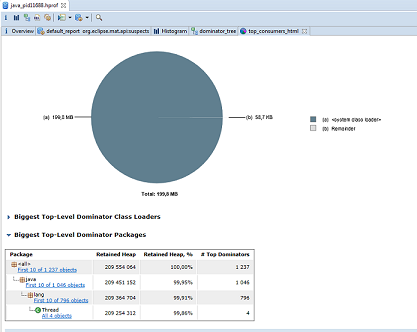 java_pid11688.hprof
i Overview default_report org.eclipse.mat.api:suspects Histogram dominator_tree top_consumers_html
(a) 199,8 MB
(b) 58,7 KB
(a) <system class loader>
(b) Remainder
Total: 199,8 MB
Biggest Top-Level Dominator Class Loaders
Biggest Top-Level Dominator Packages
Package Retained Heap Retained Heap, % # Top Dominators
<all> 209 554 064 100,00% 1 237
First 10 of 1 237 objects
java 209 451 152 99,95% 1 046
First 10 of 1 046 objects
lang 209 364 704 99,91% 796
First 10 of 796 objects
Thread 209 254 312 99,86% 4
All 4 objects